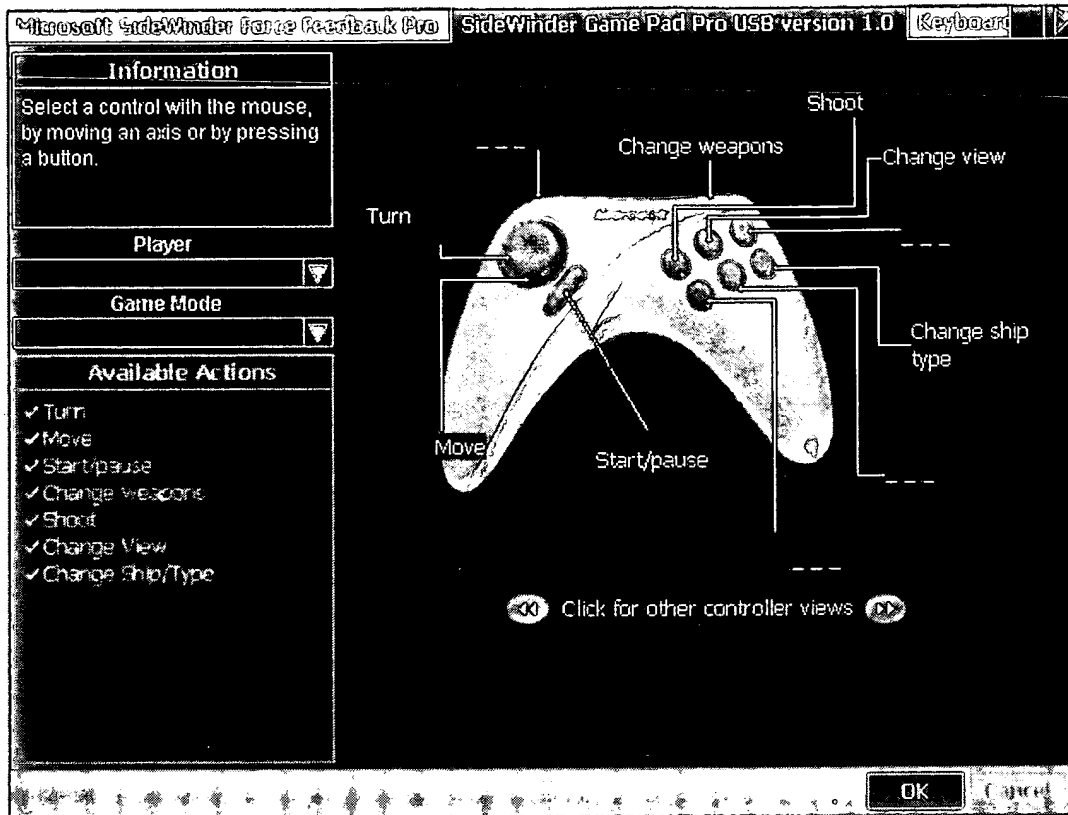 Microsoft SideWinder Force Feedback Pro
SideWinder Game Pad Pro USB version 1.0
Keyboard
Information
Select a control with the mouse,
by moving an axis or by pressing
a button.
Player
Game Mode
Available Actions
✓ Turn
✓ Move
✓ Start/pause
✓ Change weapons
✓ Shoot
✓ Change View
✓ Change Ship/Type
Shoot
_ _ _
Change weapons
Change view
Turn
Microsoft
_ _ _
Change ship
type
Move
Start/pause
_ _ _
_ _ _
Click for other controller views
OK
Cancel